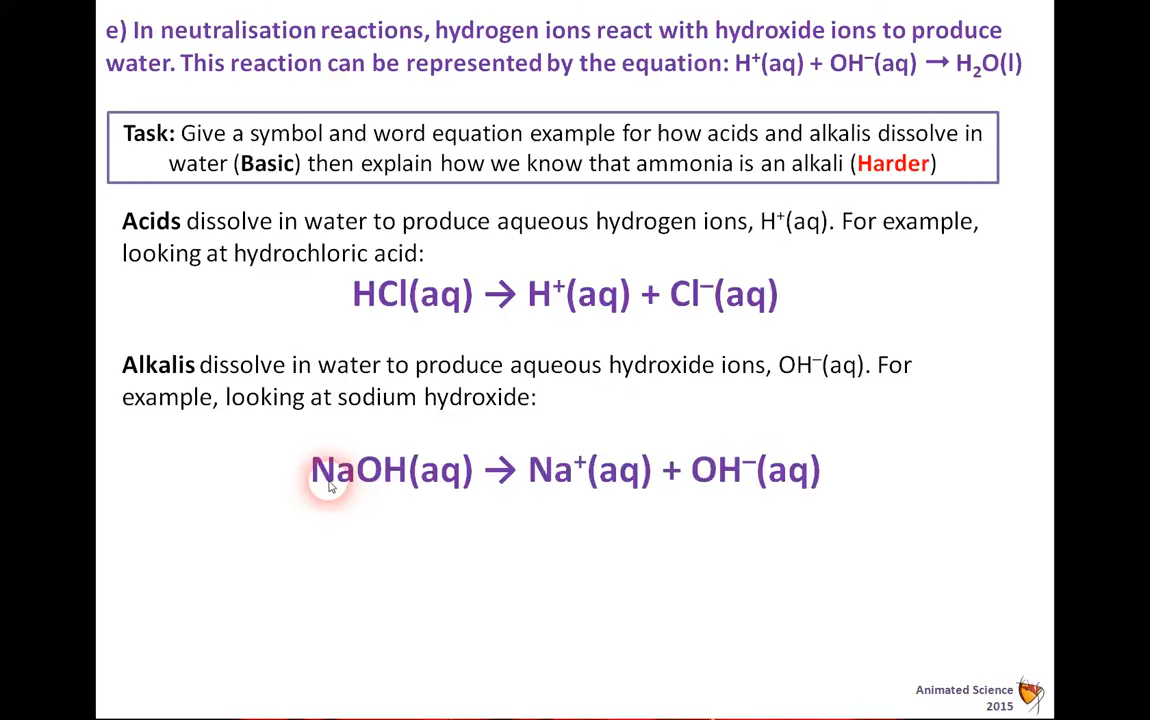 e) In neutralisation reactions, hydrogen ions react with hydroxide ions to produce
water. This reaction can be represented by the equation: H⁺(aq) + OH⁻(aq) → H₂O(l)
Task: Give a symbol and word equation example for how acids and alkalis dissolve in
water (Basic) then explain how we know that ammonia is an alkali (Harder)
Acids dissolve in water to produce aqueous hydrogen ions, H⁺(aq). For example,
looking at hydrochloric acid:
HCl(aq) → H⁺(aq) + Cl⁻(aq)
Alkalis dissolve in water to produce aqueous hydroxide ions, OH⁻(aq). For
example, looking at sodium hydroxide:
NaOH(aq) → Na⁺(aq) + OH⁻(aq)
Animated Science
2015